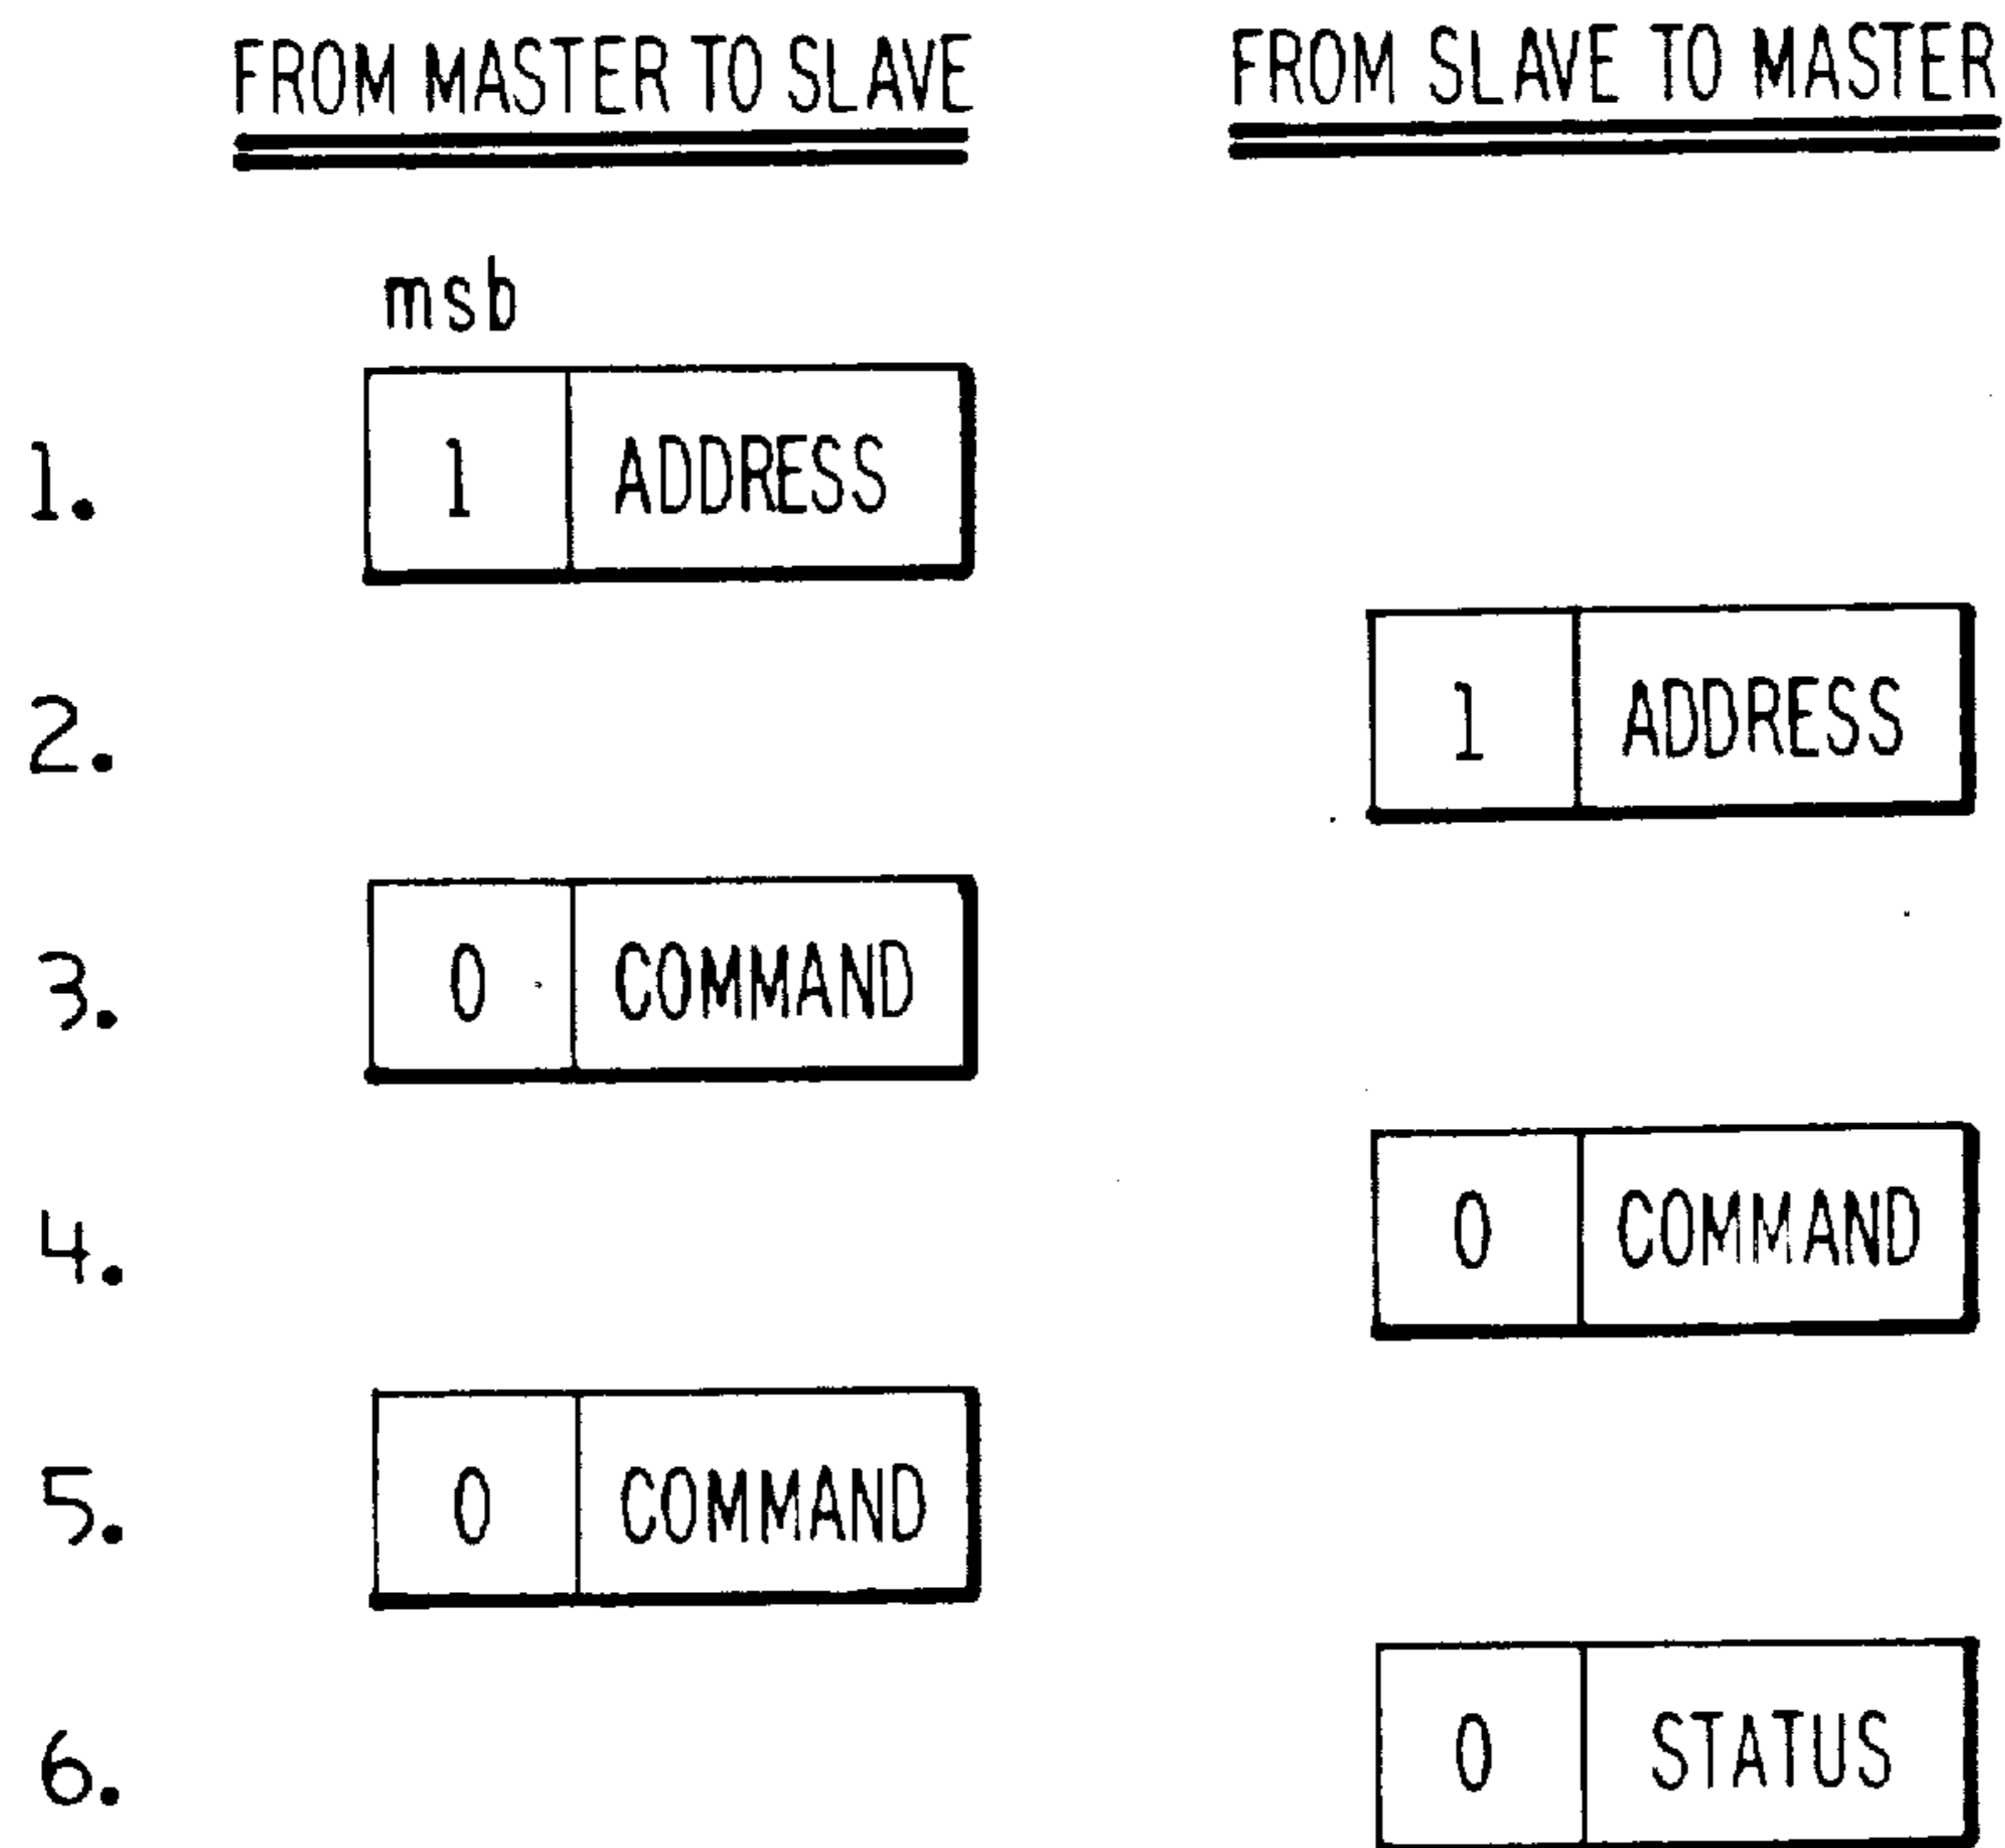 FROM MASTER TO SLAVE FROM SLAVE TO MASTER
msb
1. 1 ADDRESS
2. 1 ADDRESS
3. 0 COMMAND
4. 0 COMMAND
5. 0 COMMAND
6. 0 STATUS